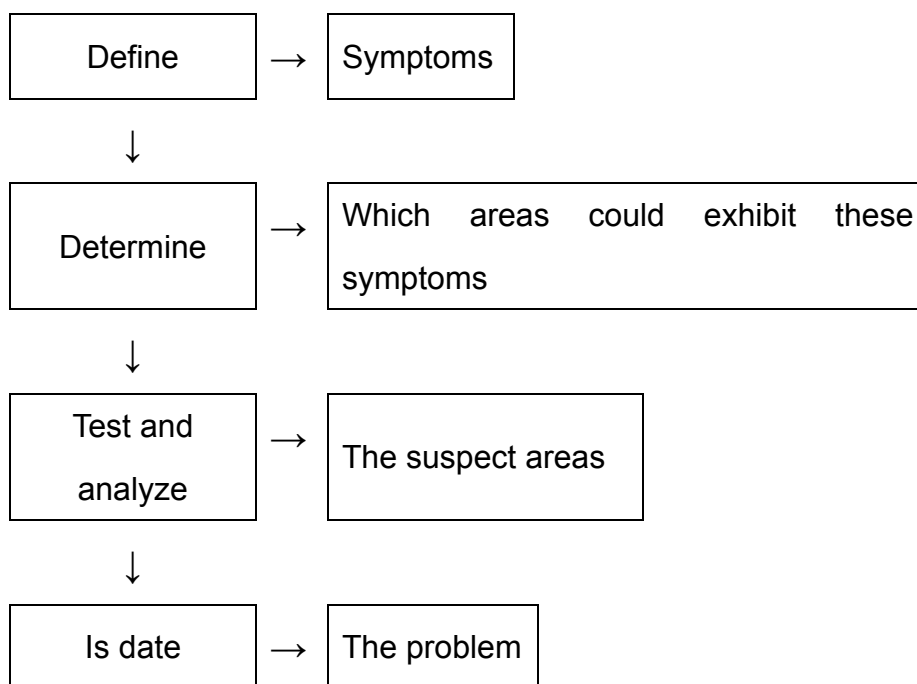 Define → Symptoms
↓
Determine → Which areas could exhibit these
symptoms
↓
Test and
analyze → The suspect areas
↓
Is date → The problem